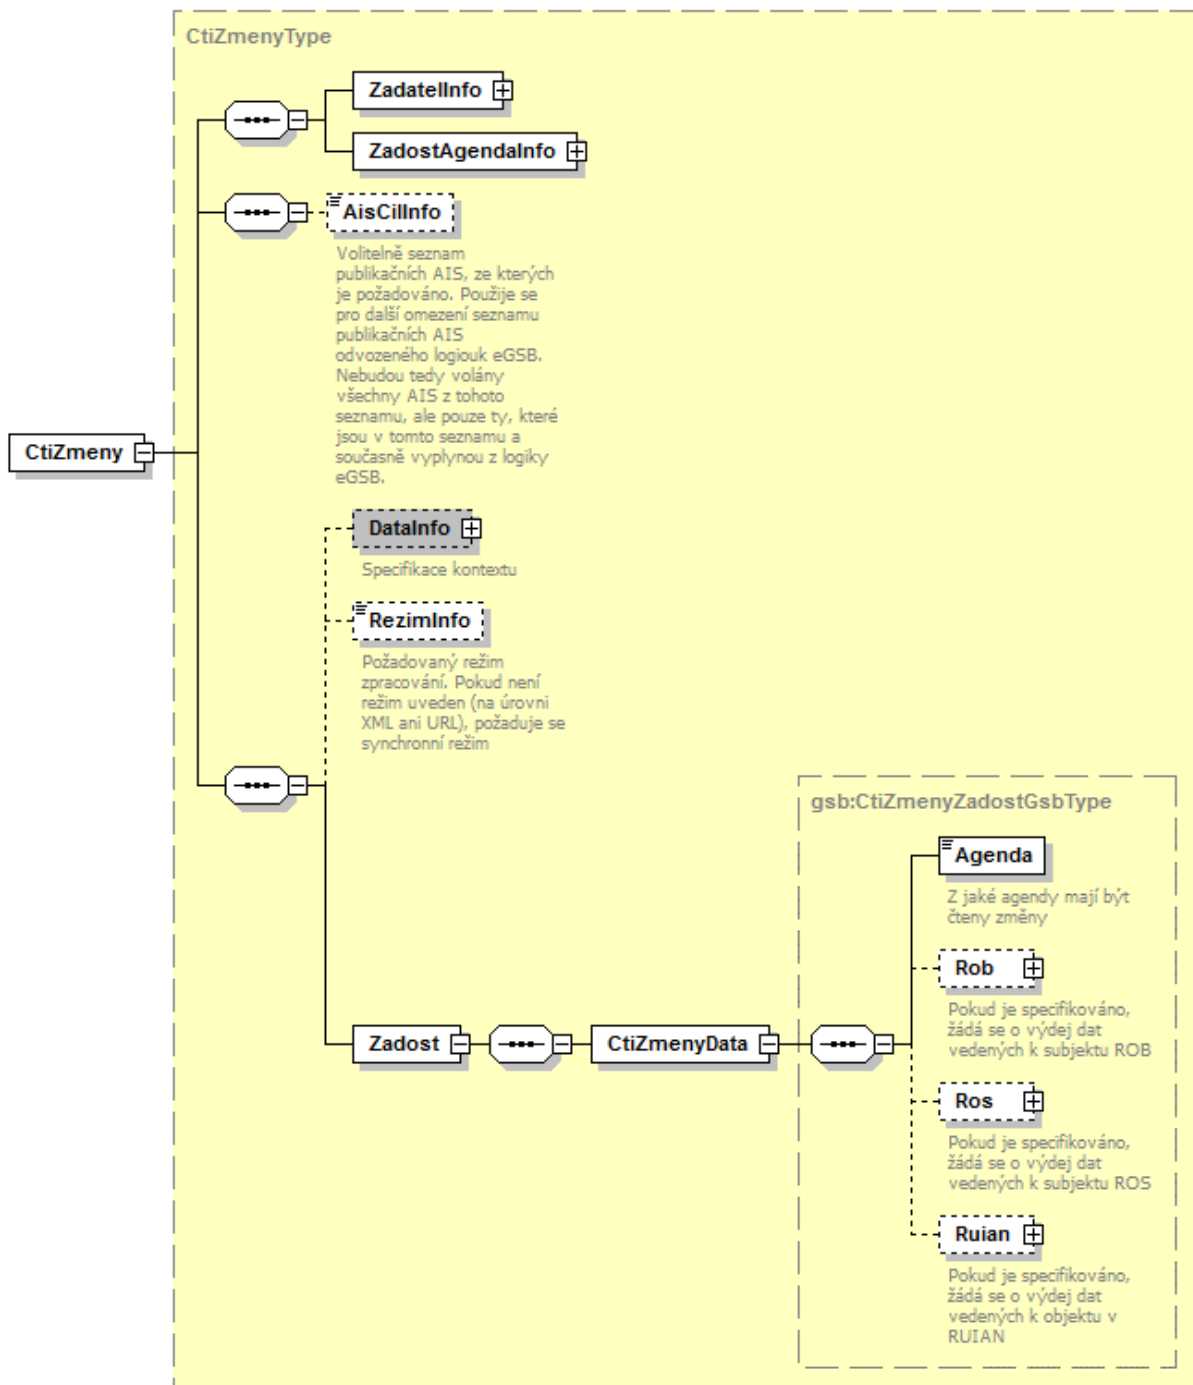 CtiZmenyType
ZadatelInfo
ZadostAgendaInfo
AisCilInfo
Volitelně seznam
publikačních AIS, ze kterých
je požadováno. Použije se
pro další omezení seznamu
publikačních AIS
odvozeného logiouk eGSB.
Nebudou tedy volány
všechny AIS z tohoto
seznamu, ale pouze ty, které
jsou v tomto seznamu a
současně vyplynou z logiky
eGSB.
CtiZmeny
DataInfo
Specifikace kontextu
RezimInfo
Požadovaný režim
zpracování. Pokud není
režim uveden (na úrovni
XML ani URL), požaduje se
synchronní režim
gsb:CtiZmenyZadostGsbType
Agenda
Z jaké agendy mají být
čteny změny
Rob
Pokud je specifikováno,
žádá se o výdej dat
vedených k subjektu ROB
Zadost
CtiZmenyData
Ros
Pokud je specifikováno,
žádá se o výdej dat
vedených k subjektu ROS
Ruian
Pokud je specifikováno,
žádá se o výdej dat
vedených k objektu v
RUIAN